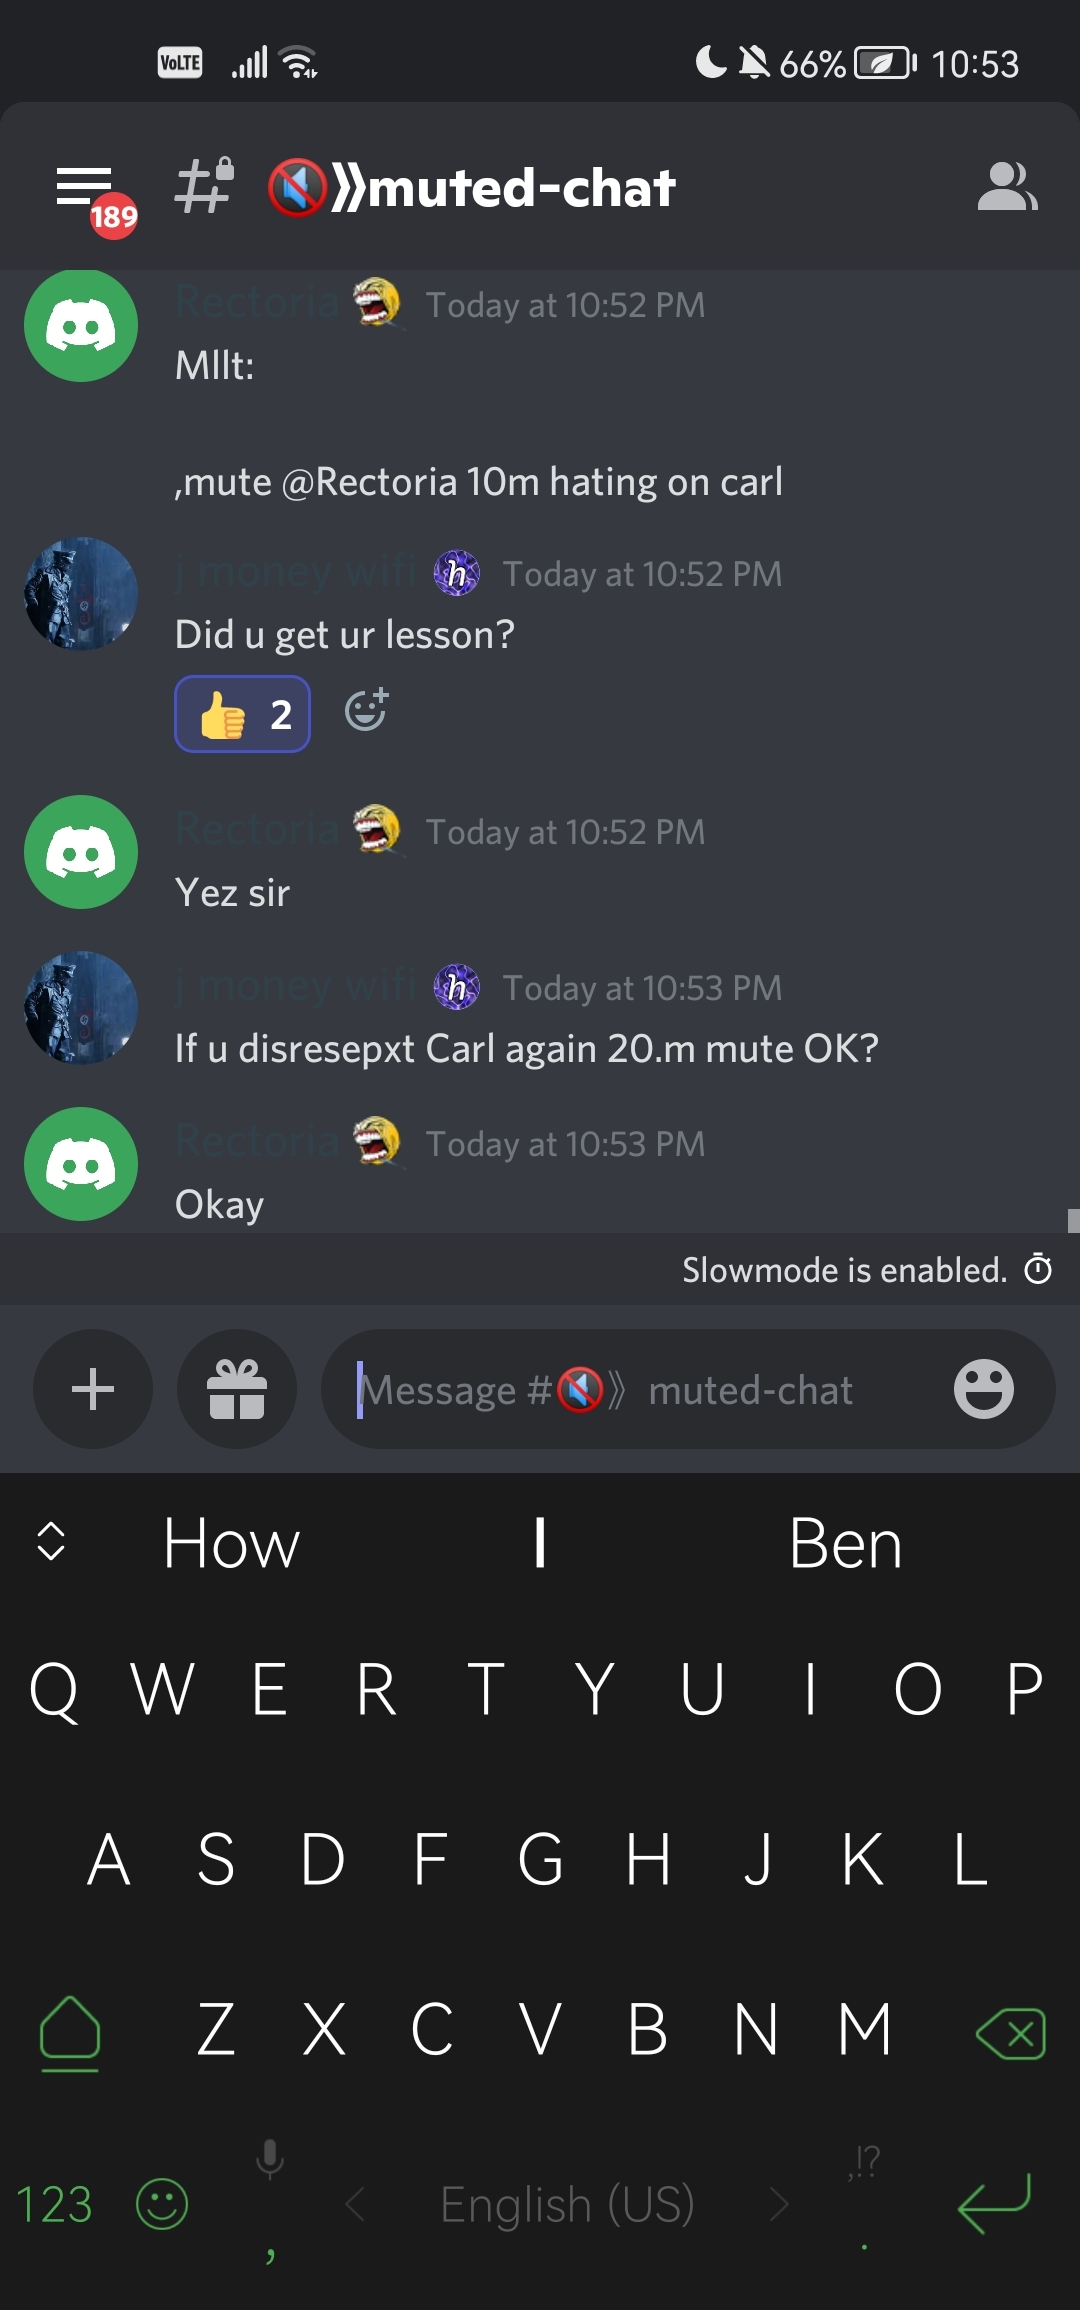 VoLTE 66% 10:53
189 #🔇⟫muted-chat
Rectoria Today at 10:52 PM
Mllt:
,mute @Rectoria 10m hating on carl
j money wifi h Today at 10:52 PM
Did u get ur lesson?
👍 2
Rectoria Today at 10:52 PM
Yez sir
j money wifi h Today at 10:53 PM
If u disresepxt Carl again 20.m mute OK?
Rectoria Today at 10:53 PM
Okay
Slowmode is enabled.
Message #🔇⟫ muted-chat
How I Ben
Q W E R T Y U I O P
A S D F G H J K L
Z X C V B N M
,!?
123 , < English (US) > .